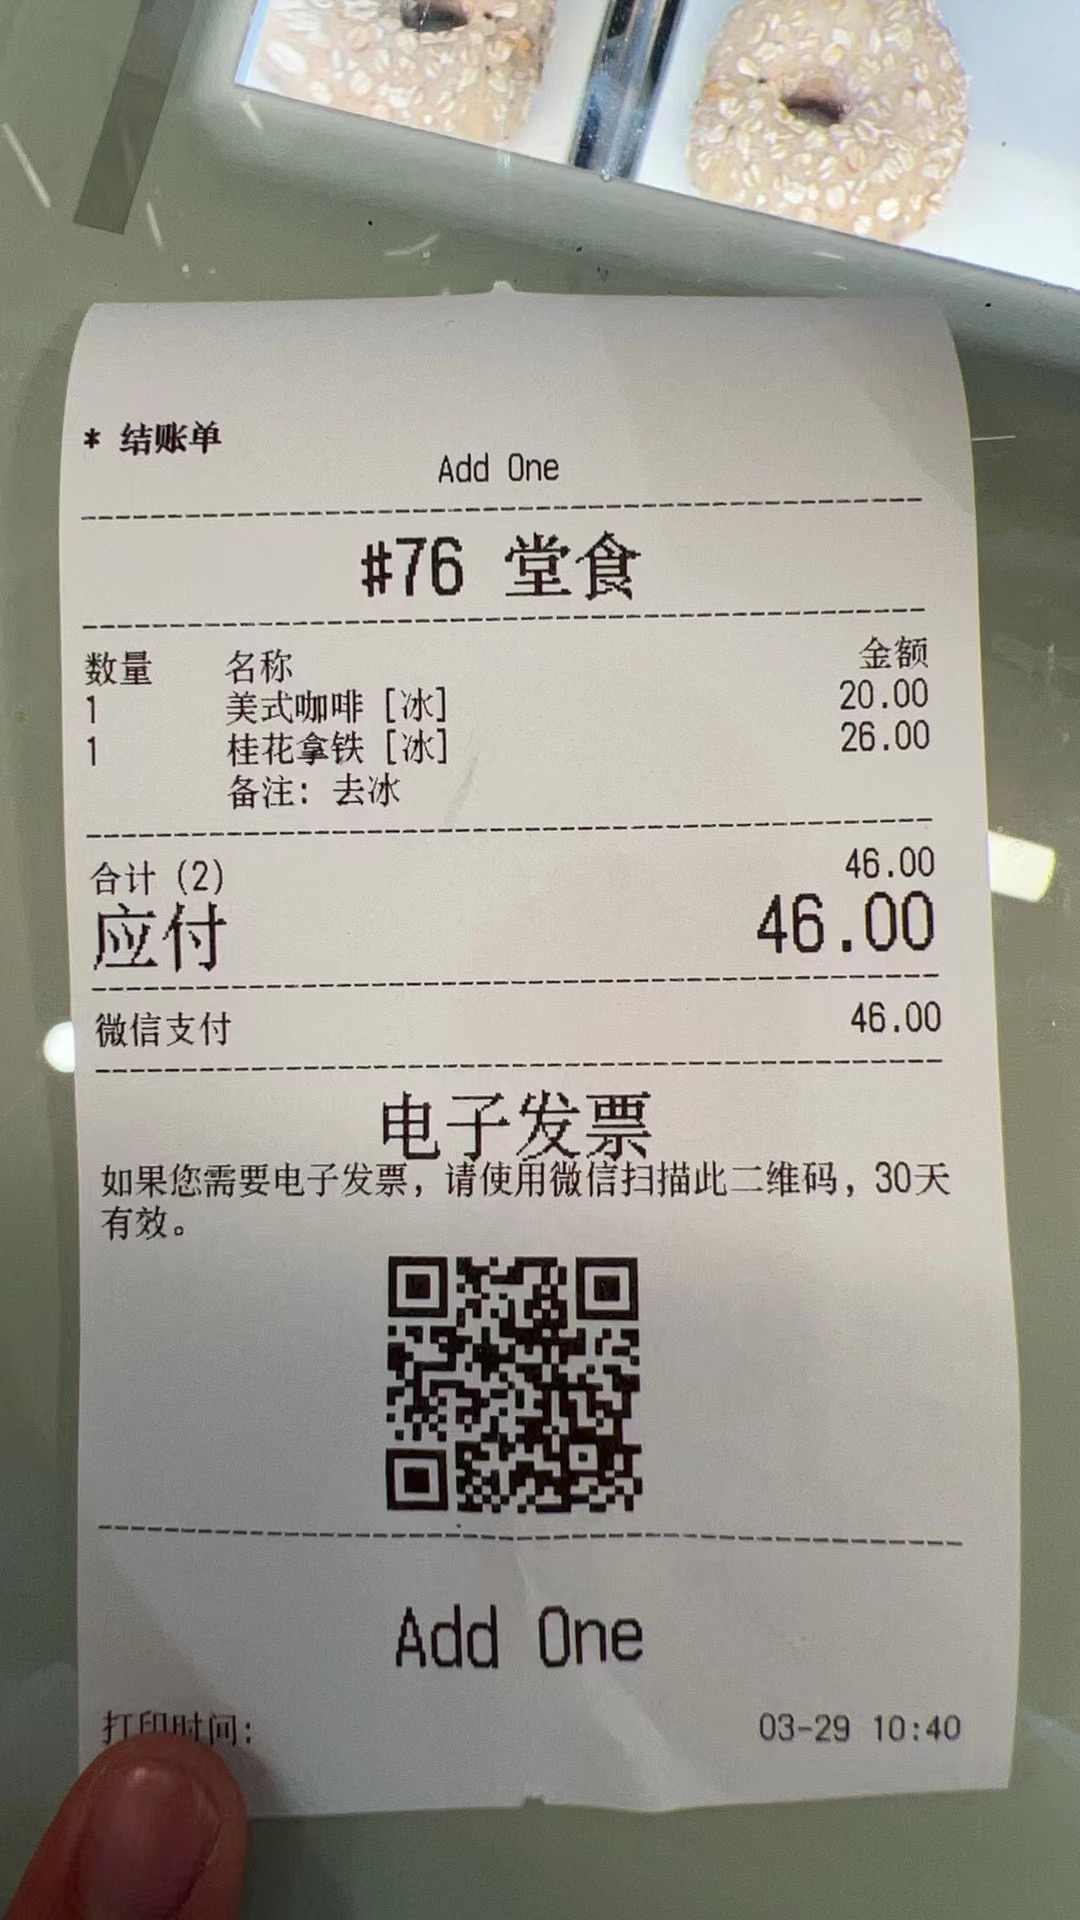 * 结账单
Add One
#76 堂食
数量 名称 金额
1 美式咖啡 [冰] 20.00
1 桂花拿铁 [冰] 26.00
备注: 去冰
合计 (2) 46.00
应付 46.00
微信支付 46.00
电子发票
如果您需要电子发票, 请使用微信扫描此二维码, 30天
有效。
Add One
打印时间: 03-29 10:40